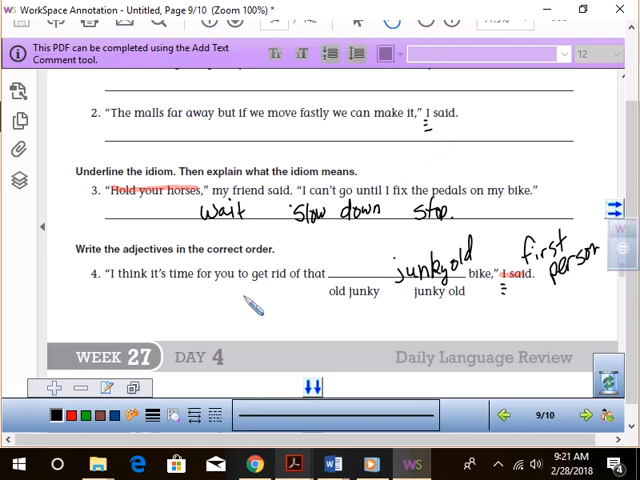 WorkSpace Annotation - Untitled, Page 9/10 (Zoom 100%)
This PDF can be completed using the Add Text
Comment tool.
12
2. “The malls far away but if we move fastly we can make it,” I said.
Underline the idiom. Then explain what the idiom means.
3. “Hold your horses,” my friend said. “I can’t go until I fix the pedals on my bike.”
wait slow down stop.
Write the adjectives in the correct order.
first
person
junky old
4. “I think it’s time for you to get rid of that bike,” I said.
old junky junky old
WEEK 27 DAY 4 Daily Language Review
9/10
9:21 AM
2/28/2018
4